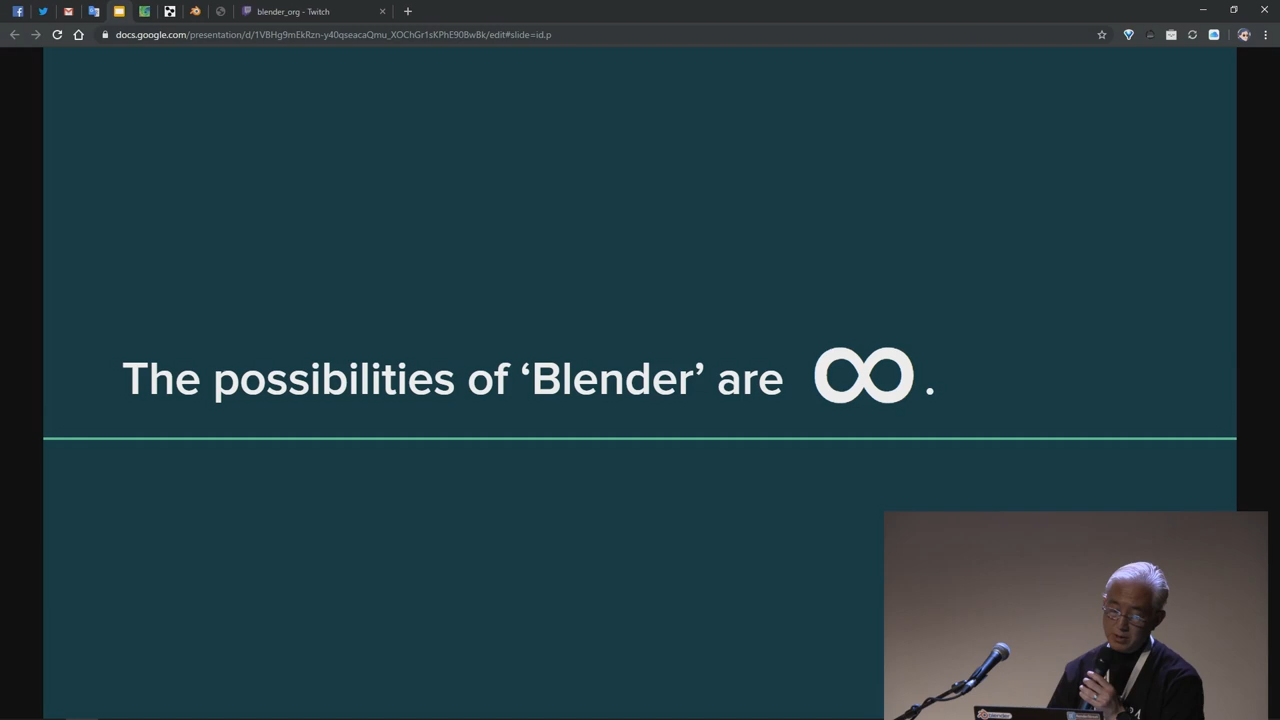 blender_org - Twitch
docs.google.com/presentation/d/1VBHg9mEkRzn-y40qseacaQmu_XOChGr1sKPhE90BwBk/edit#slide=id.p
The possibilities of ‘Blender’ are ∞.